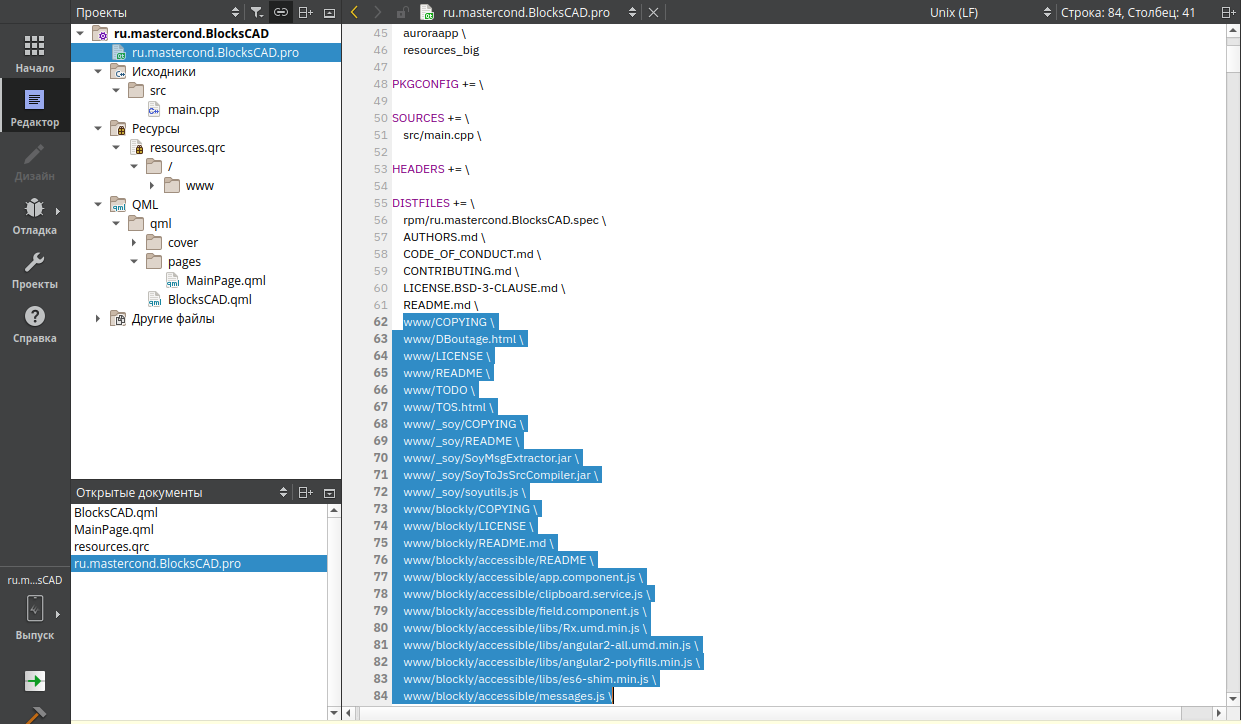 Проекты
ru.mastercond.BlocksCAD.pro
Unix (LF)
Строка: 84, Столбец: 41
Начало
Редактор
Дизайн
Отладка
Проекты
Справка
ru.m...sCAD
Выпуск
ru.mastercond.BlocksCAD
ru.mastercond.BlocksCAD.pro
Исходники
src
main.cpp
Ресурсы
resources.qrc
/
www
QML
qml
cover
pages
MainPage.qml
BlocksCAD.qml
Другие файлы
Открытые документы
BlocksCAD.qml
MainPage.qml
resources.qrc
ru.mastercond.BlocksCAD.pro
45 auroraapp \
46 resources_big
47
48 PKGCONFIG += \
49
50 SOURCES += \
51 src/main.cpp \
52
53 HEADERS += \
54
55 DISTFILES += \
56 rpm/ru.mastercond.BlocksCAD.spec \
57 AUTHORS.md \
58 CODE_OF_CONDUCT.md \
59 CONTRIBUTING.md \
60 LICENSE.BSD-3-CLAUSE.md \
61 README.md \
62 www/COPYING \
63 www/DBoutage.html \
64 www/LICENSE \
65 www/README \
66 www/TODO \
67 www/TOS.html \
68 www/_soy/COPYING \
69 www/_soy/README \
70 www/_soy/SoyMsgExtractor.jar \
71 www/_soy/SoyToJsSrcCompiler.jar \
72 www/_soy/soyutils.js \
73 www/blockly/COPYING \
74 www/blockly/LICENSE \
75 www/blockly/README.md \
76 www/blockly/accessible/README \
77 www/blockly/accessible/app.component.js \
78 www/blockly/accessible/clipboard.service.js \
79 www/blockly/accessible/field.component.js \
80 www/blockly/accessible/libs/Rx.umd.min.js \
81 www/blockly/accessible/libs/angular2-all.umd.min.js \
82 www/blockly/accessible/libs/angular2-polyfills.min.js \
83 www/blockly/accessible/libs/es6-shim.min.js \
84 www/blockly/accessible/messages.js \